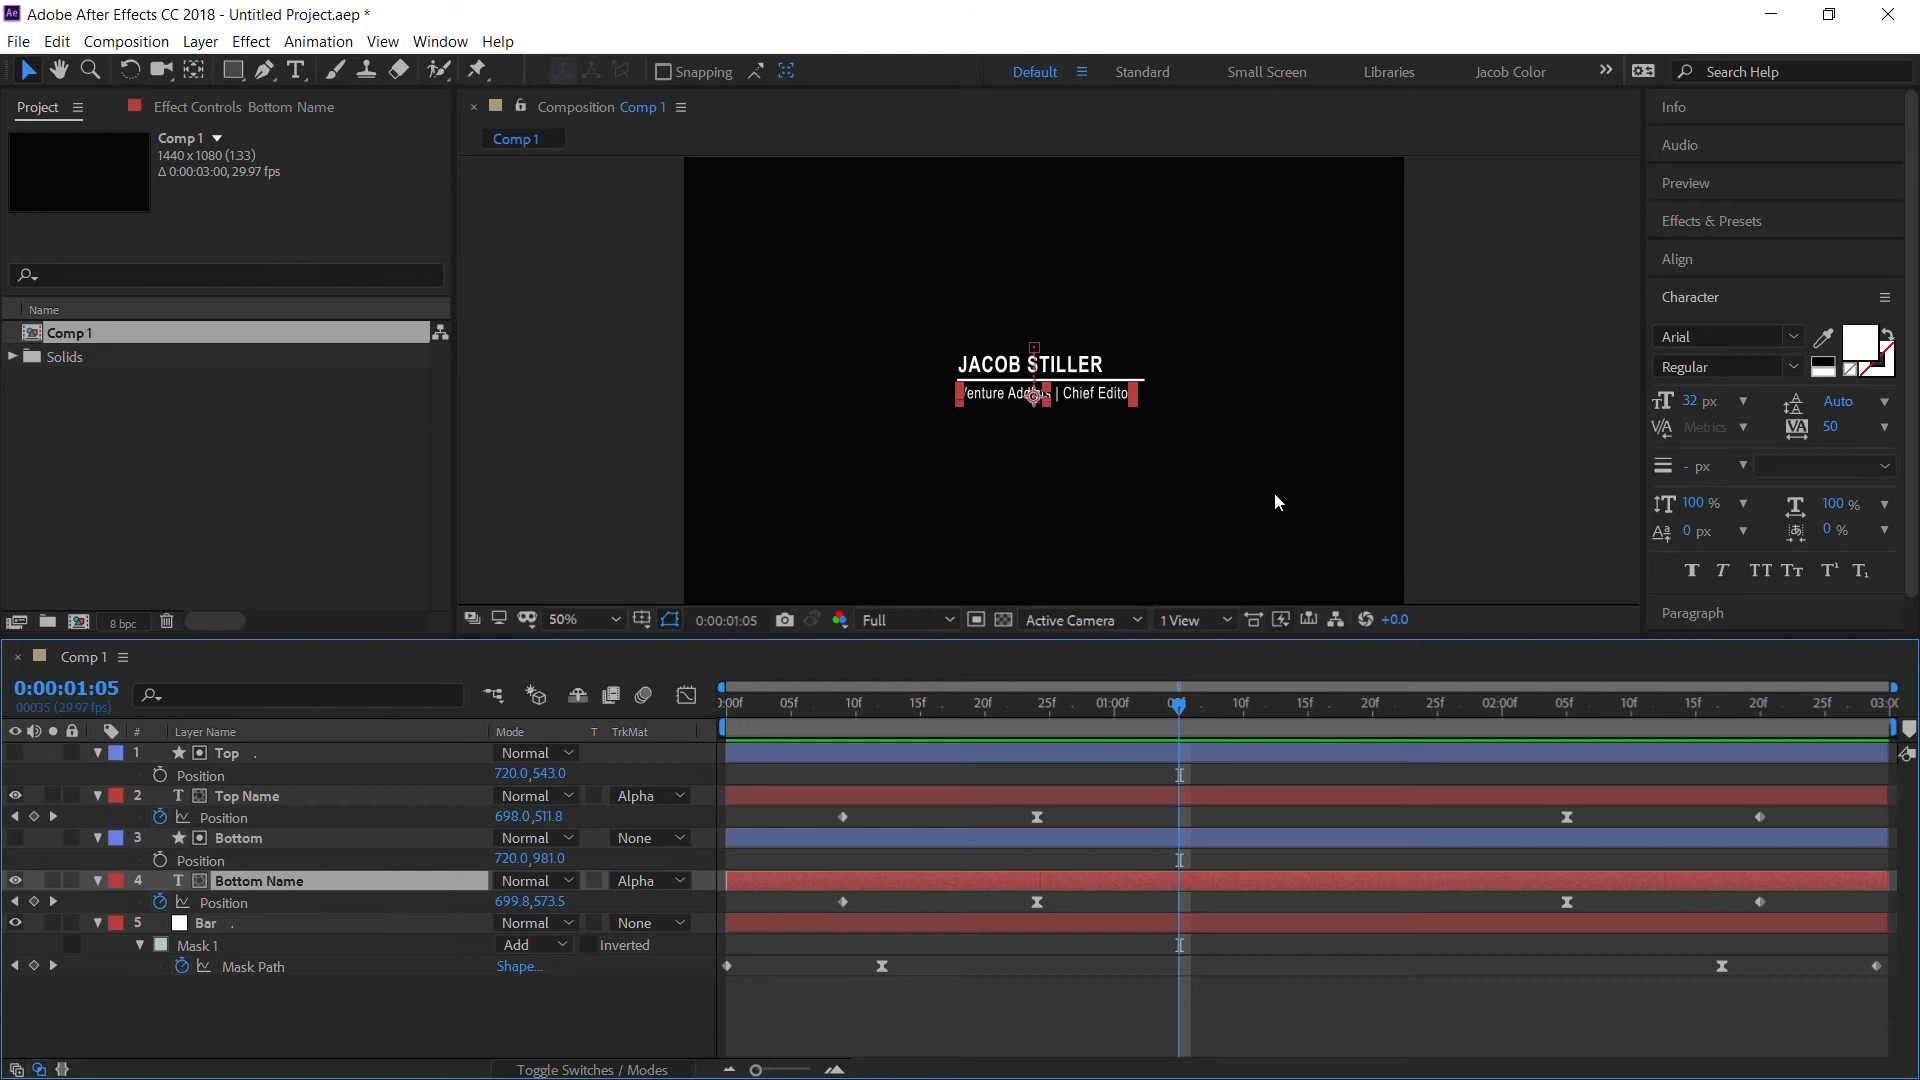 Adobe After Effects CC 2018 - Untitled Project.aep *
File Edit Composition Layer Effect Animation View Window Help
Snapping Default Standard Small Screen Libraries Jacob Color Search Help
Project Effect Controls Bottom Name Composition Comp 1 Info
Comp 1
1440 x 1080 (1.33)
Δ 0:00:03:00, 29.97 fps
Comp 1
Audio
Preview
Effects & Presets
Align
Character
Name
Comp 1
Solids
Arial
Regular
32 px Auto
Metrics 50
- px
100 % 100 %
0 px 0 %
Paragraph
JACOB STILLER
| Chief Edito
8 bpc 50% 0:00:01:05 Full Active Camera 1 View +0.0
Comp 1
0:00:01:05
00035 (29.97 fps)
05f 10f 15f 20f 25f 01:00f 10f 15f 20f 25f 02:00f 05f 10f 15f 20f 25f
# Layer Name Mode T TrkMat
1 Top . Normal
Position 720.0,543.0
2 Top Name Normal Alpha
Position 698.0,511.8
3 Bottom Normal None
Position 720.0,981.0
4 Bottom Name Normal Alpha
Position 699.8,573.5
5 Bar . Normal None
Mask 1 Add Inverted
Mask Path Shape...
Toggle Switches / Modes